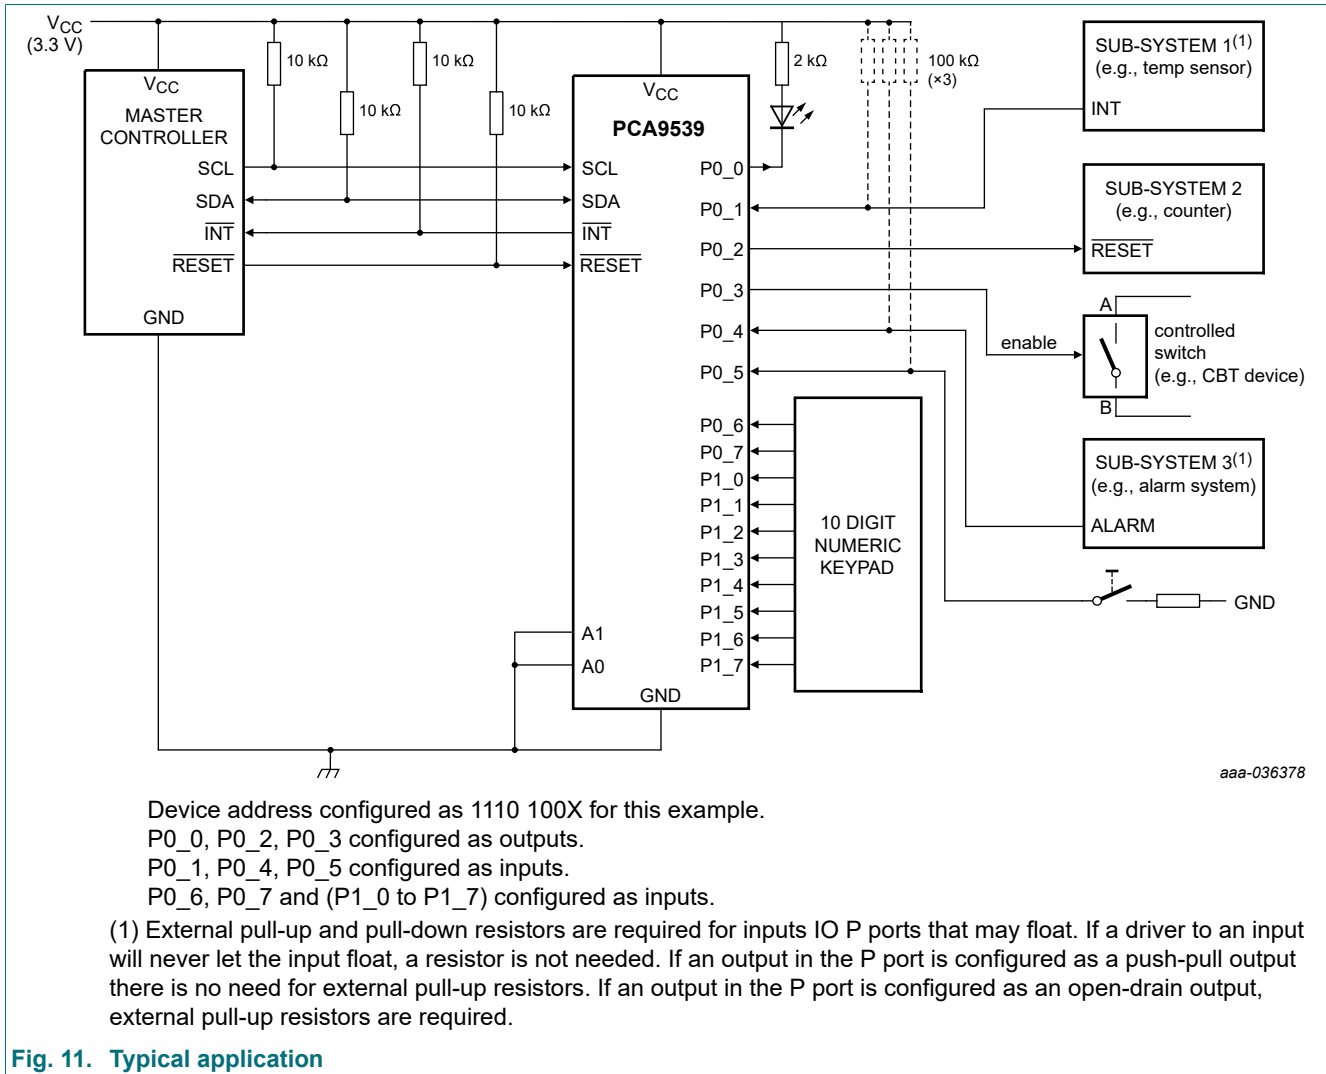 VCC
(3.3 V)
10 kΩ
10 kΩ
10 kΩ
10 kΩ
2 kΩ
100 kΩ
(×3)
VCC
MASTER
CONTROLLER
SCL
SDA
INT
RESET
GND
VCC
PCA9539
SCL
SDA
INT
RESET
A1
A0
GND
P0_0
P0_1
P0_2
P0_3
P0_4
P0_5
P0_6
P0_7
P1_0
P1_1
P1_2
P1_3
P1_4
P1_5
P1_6
P1_7
10 DIGIT
NUMERIC
KEYPAD
SUB-SYSTEM 1(1)
(e.g., temp sensor)
INT
SUB-SYSTEM 2
(e.g., counter)
RESET
enable
A
B
controlled
switch
(e.g., CBT device)
SUB-SYSTEM 3(1)
(e.g., alarm system)
ALARM
GND
aaa-036378
Device address configured as 1110 100X for this example.
P0_0, P0_2, P0_3 configured as outputs.
P0_1, P0_4, P0_5 configured as inputs.
P0_6, P0_7 and (P1_0 to P1_7) configured as inputs.
(1) External pull-up and pull-down resistors are required for inputs IO P ports that may float. If a driver to an input
will never let the input float, a resistor is not needed. If an output in the P port is configured as a push-pull output
there is no need for external pull-up resistors. If an output in the P port is configured as an open-drain output,
external pull-up resistors are required.
Fig. 11. Typical application